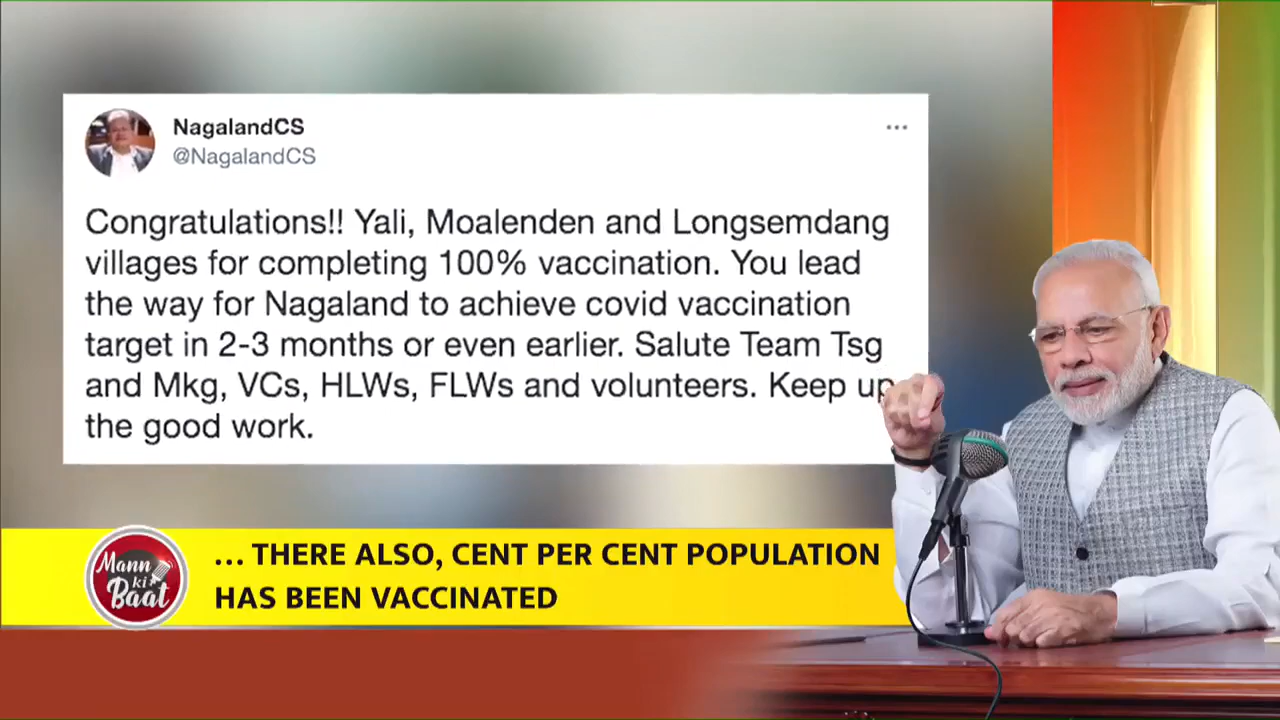 NagalandCS
@NagalandCS
Congratulations!! Yali, Moalenden and Longsemdang
villages for completing 100% vaccination. You lead
the way for Nagaland to achieve covid vaccination
target in 2-3 months or even earlier. Salute Team Tsg
and Mkg, VCs, HLWs, FLWs and volunteers. Keep up
the good work.
Mann
ki
Baat
... THERE ALSO, CENT PER CENT POPULATION
HAS BEEN VACCINATED